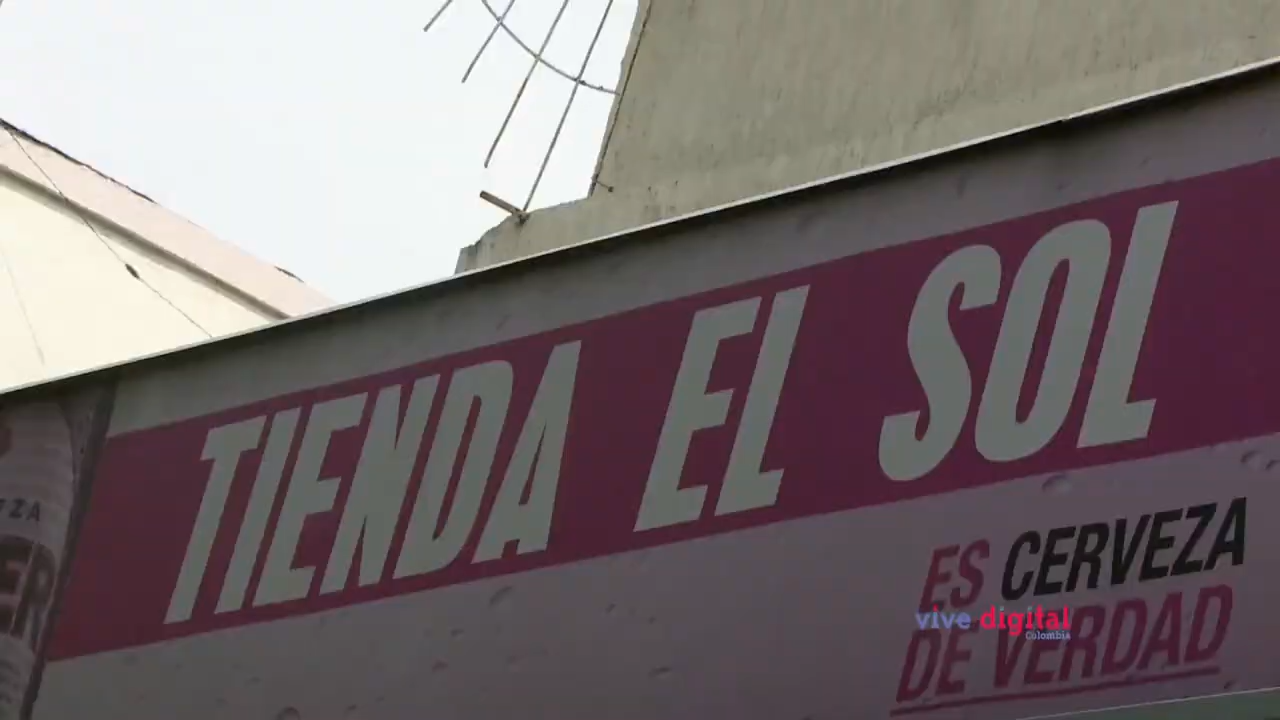 TIENDA EL SOL
ES CERVEZA
DE VERDAD
vive digital
Colombia